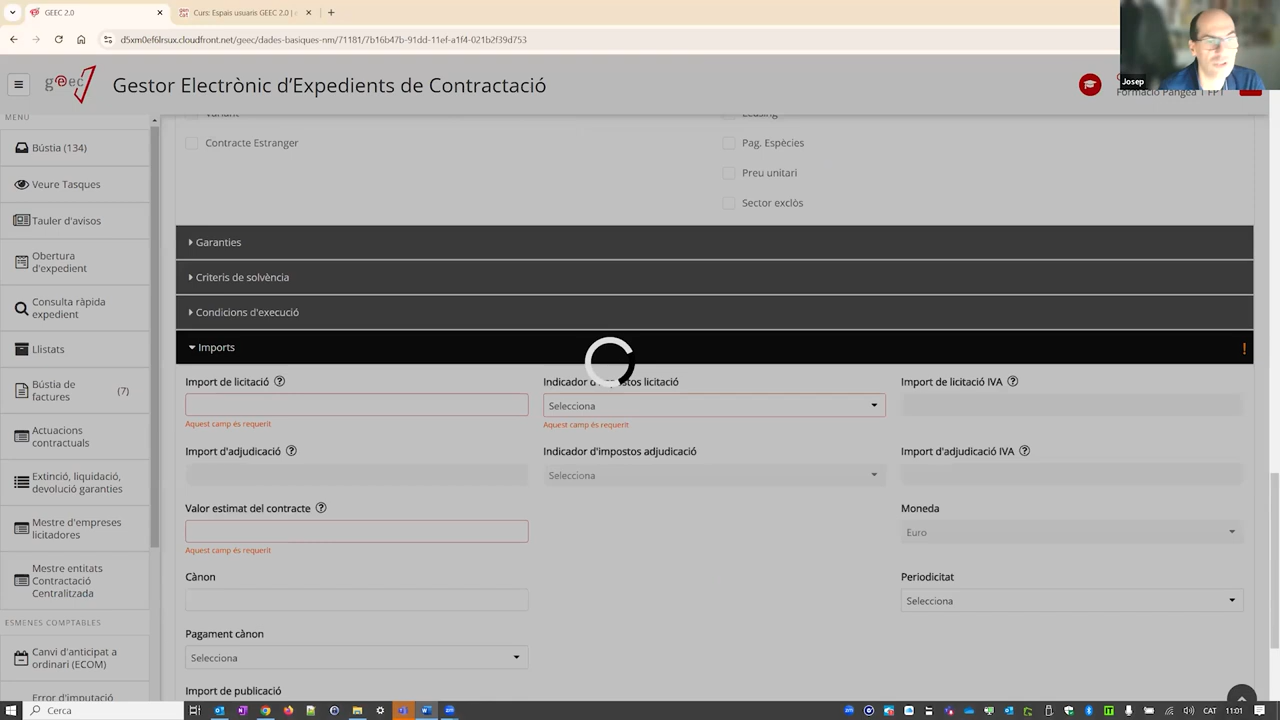 GEEC 2.0
Curs: Espais usuaris GEEC 2.0 | e
d5xm0ef6lrsux.cloudfront.net/geec/dades-basiques-nm/71181/7b16b47b-91dd-11ef-a1f4-021b2f39d753
Josep
geec
Gestor Electrònic d'Expedients de Contractació
Formació Pangea 1 FPT
MENÚ
Bústia (134)
Veure Tasques
Tauler d'avisos
Obertura
d'expedient
Consulta ràpida
expedient
Llistats
Bústia de
factures
(7)
Actuacions
contractuals
Extinció, liquidació,
devolució garanties
Mestre d'empreses
licitadores
Mestre entitats
Contractació
Centralitzada
ESMENES COMPTABLES
Canvi d'anticipat a
ordinari (ECOM)
Error d'imputació
Variant
Leasing
Contracte Estranger
Pag. Espècies
Preu unitari
Sector exclòs
Garanties
Criteris de solvència
Condicions d'execució
Imports
!
Import de licitació ?
Indicador d'impostos licitació
Import de licitació IVA ?
Selecciona
Aquest camp és requerit
Aquest camp és requerit
Import d'adjudicació ?
Indicador d'impostos adjudicació
Import d'adjudicació IVA ?
Selecciona
Valor estimat del contracte ?
Moneda
Euro
Aquest camp és requerit
Cànon
Periodicitat
Selecciona
Pagament cànon
Selecciona
Import de publicació
Cerca
CAT
11:01